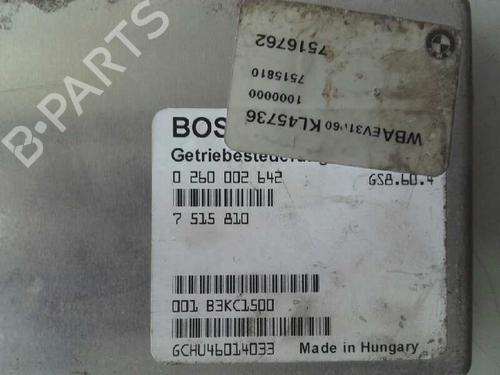 B-PARTS
7516762
7515810
1000000
WBAEV31 60 KL45736
BOS
Getriebesteuerung
0 260 002 642 GS8.60.4
7 515 810
001 B3KC1500
GCHU46014033 Made in Hungary